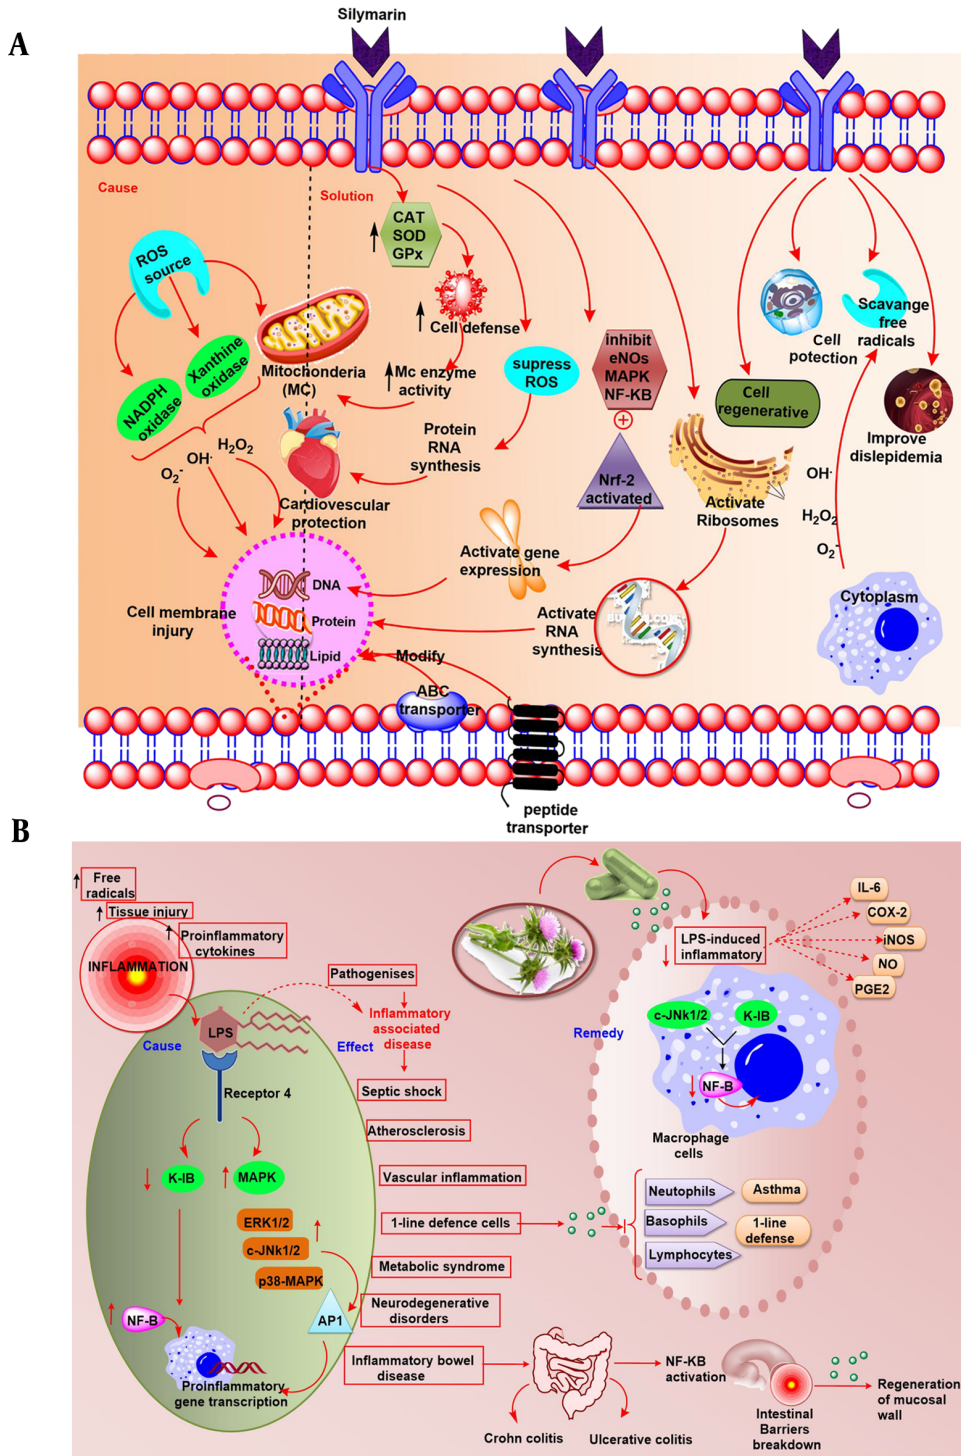 Silymarin
A
Cause
Solution
CAT
SOD
GPx
ROS
source
Cell defense
Mitochonderia
(MC)
Xanthine
oxidase
NADPH
oxidase
Mc enzyme
activity
supress
ROS
inhibit
eNOs
MAPK
NF-KB
Cell
potection
Scavange
free
radicals
Cell
regenerative
Improve
dislepidemia
Protein
RNA
synthesis
H2O2
OH·
O2-
Cardiovescular
protection
Nrf-2
activated
Activate
Ribosomes
OH·
H2O2
O2-
Activate gene
expression
DNA
Protein
Lipid
Cell membrane
injury
Activate
RNA
synthesis
Cytoplasm
Modify
ABC
transporter
peptide
transporter
B
Free
radicals
Tissue injury
Proinflammatory
cytokines
INFLAMMATION
Pathogenises
LPS
Inflammatory
associated
disease
Cause
Effect
Receptor 4
Septic shock
Atherosclerosis
K-IB
MAPK
Vascular inflammation
ERK1/2
c-JNk1/2
p38-MAPK
1-line defence cells
Metabolic syndrome
AP1
NF-B
Neurodegenerative
disorders
Inflammatory bowel
disease
Proinflammatory
gene transcription
LPS-induced
inflammatory
IL-6
COX-2
iNOS
NO
PGE2
Remedy
c-JNk1/2
K-IB
NF-B
Macrophage
cells
Neutophils
Asthma
Basophils
1-line
defense
Lymphocytes
NF-KB
activation
Crohn colitis
Ulcerative colitis
Intestinal
Barriers
breakdown
Regeneration
of mucosal
wall